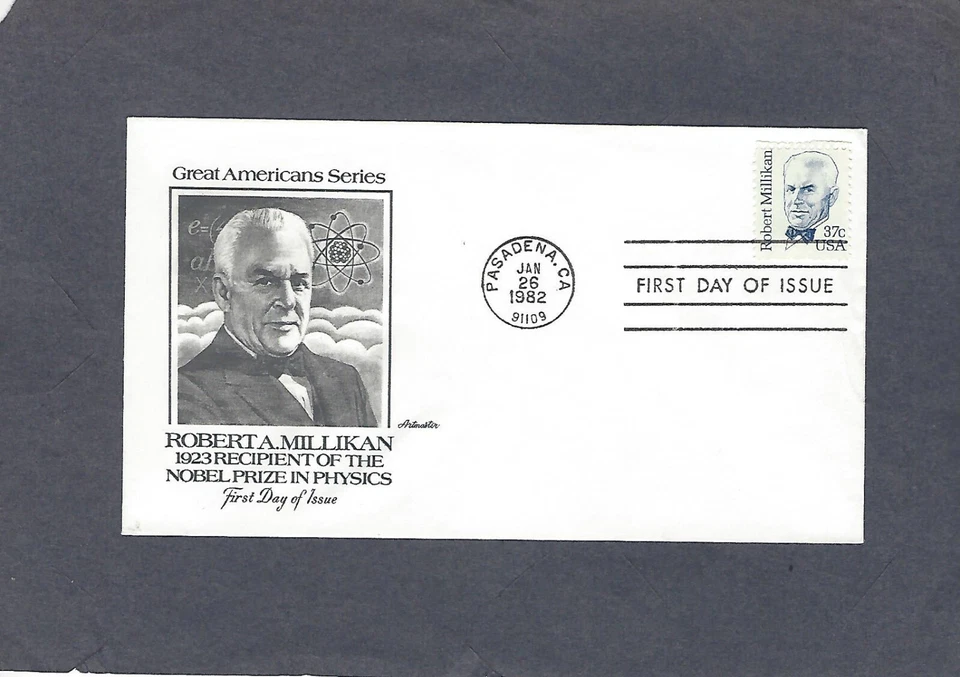 Great Americans Series
e=(
ROBERT A. MILLIKAN
1923 RECIPIENT OF THE
NOBEL PRIZE IN PHYSICS
First Day of Issue
Artmaster
PASADENA, CA
JAN
26
1982
91109
Robert Millikan
37c
USA
FIRST DAY OF ISSUE